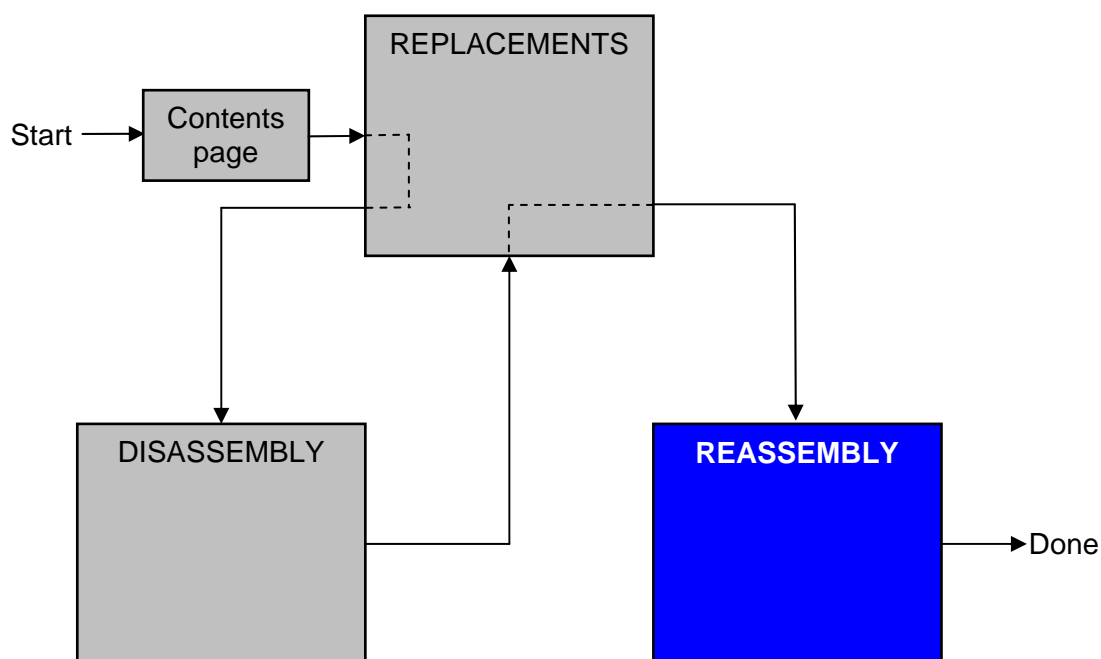 REPLACEMENTS
Start
Contents
page
DISASSEMBLY
REASSEMBLY
Done